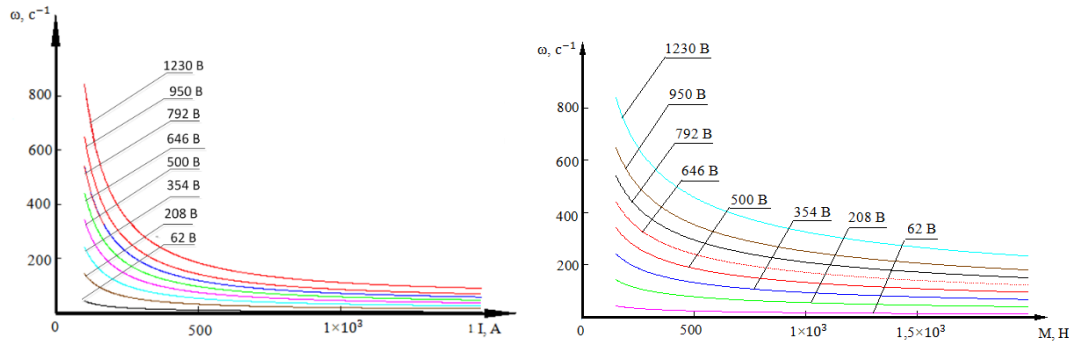 ω, с⁻¹
1230 В
950 В
792 В
646 В
500 В
354 В
208 В
62 В
800
600
400
200
0
500
1×10³
1 I, А
ω, с⁻¹
1230 В
950 В
792 В
646 В
500 В
354 В
208 В
62 В
800
600
400
200
0
500
1×10³
1,5×10³
М, Н